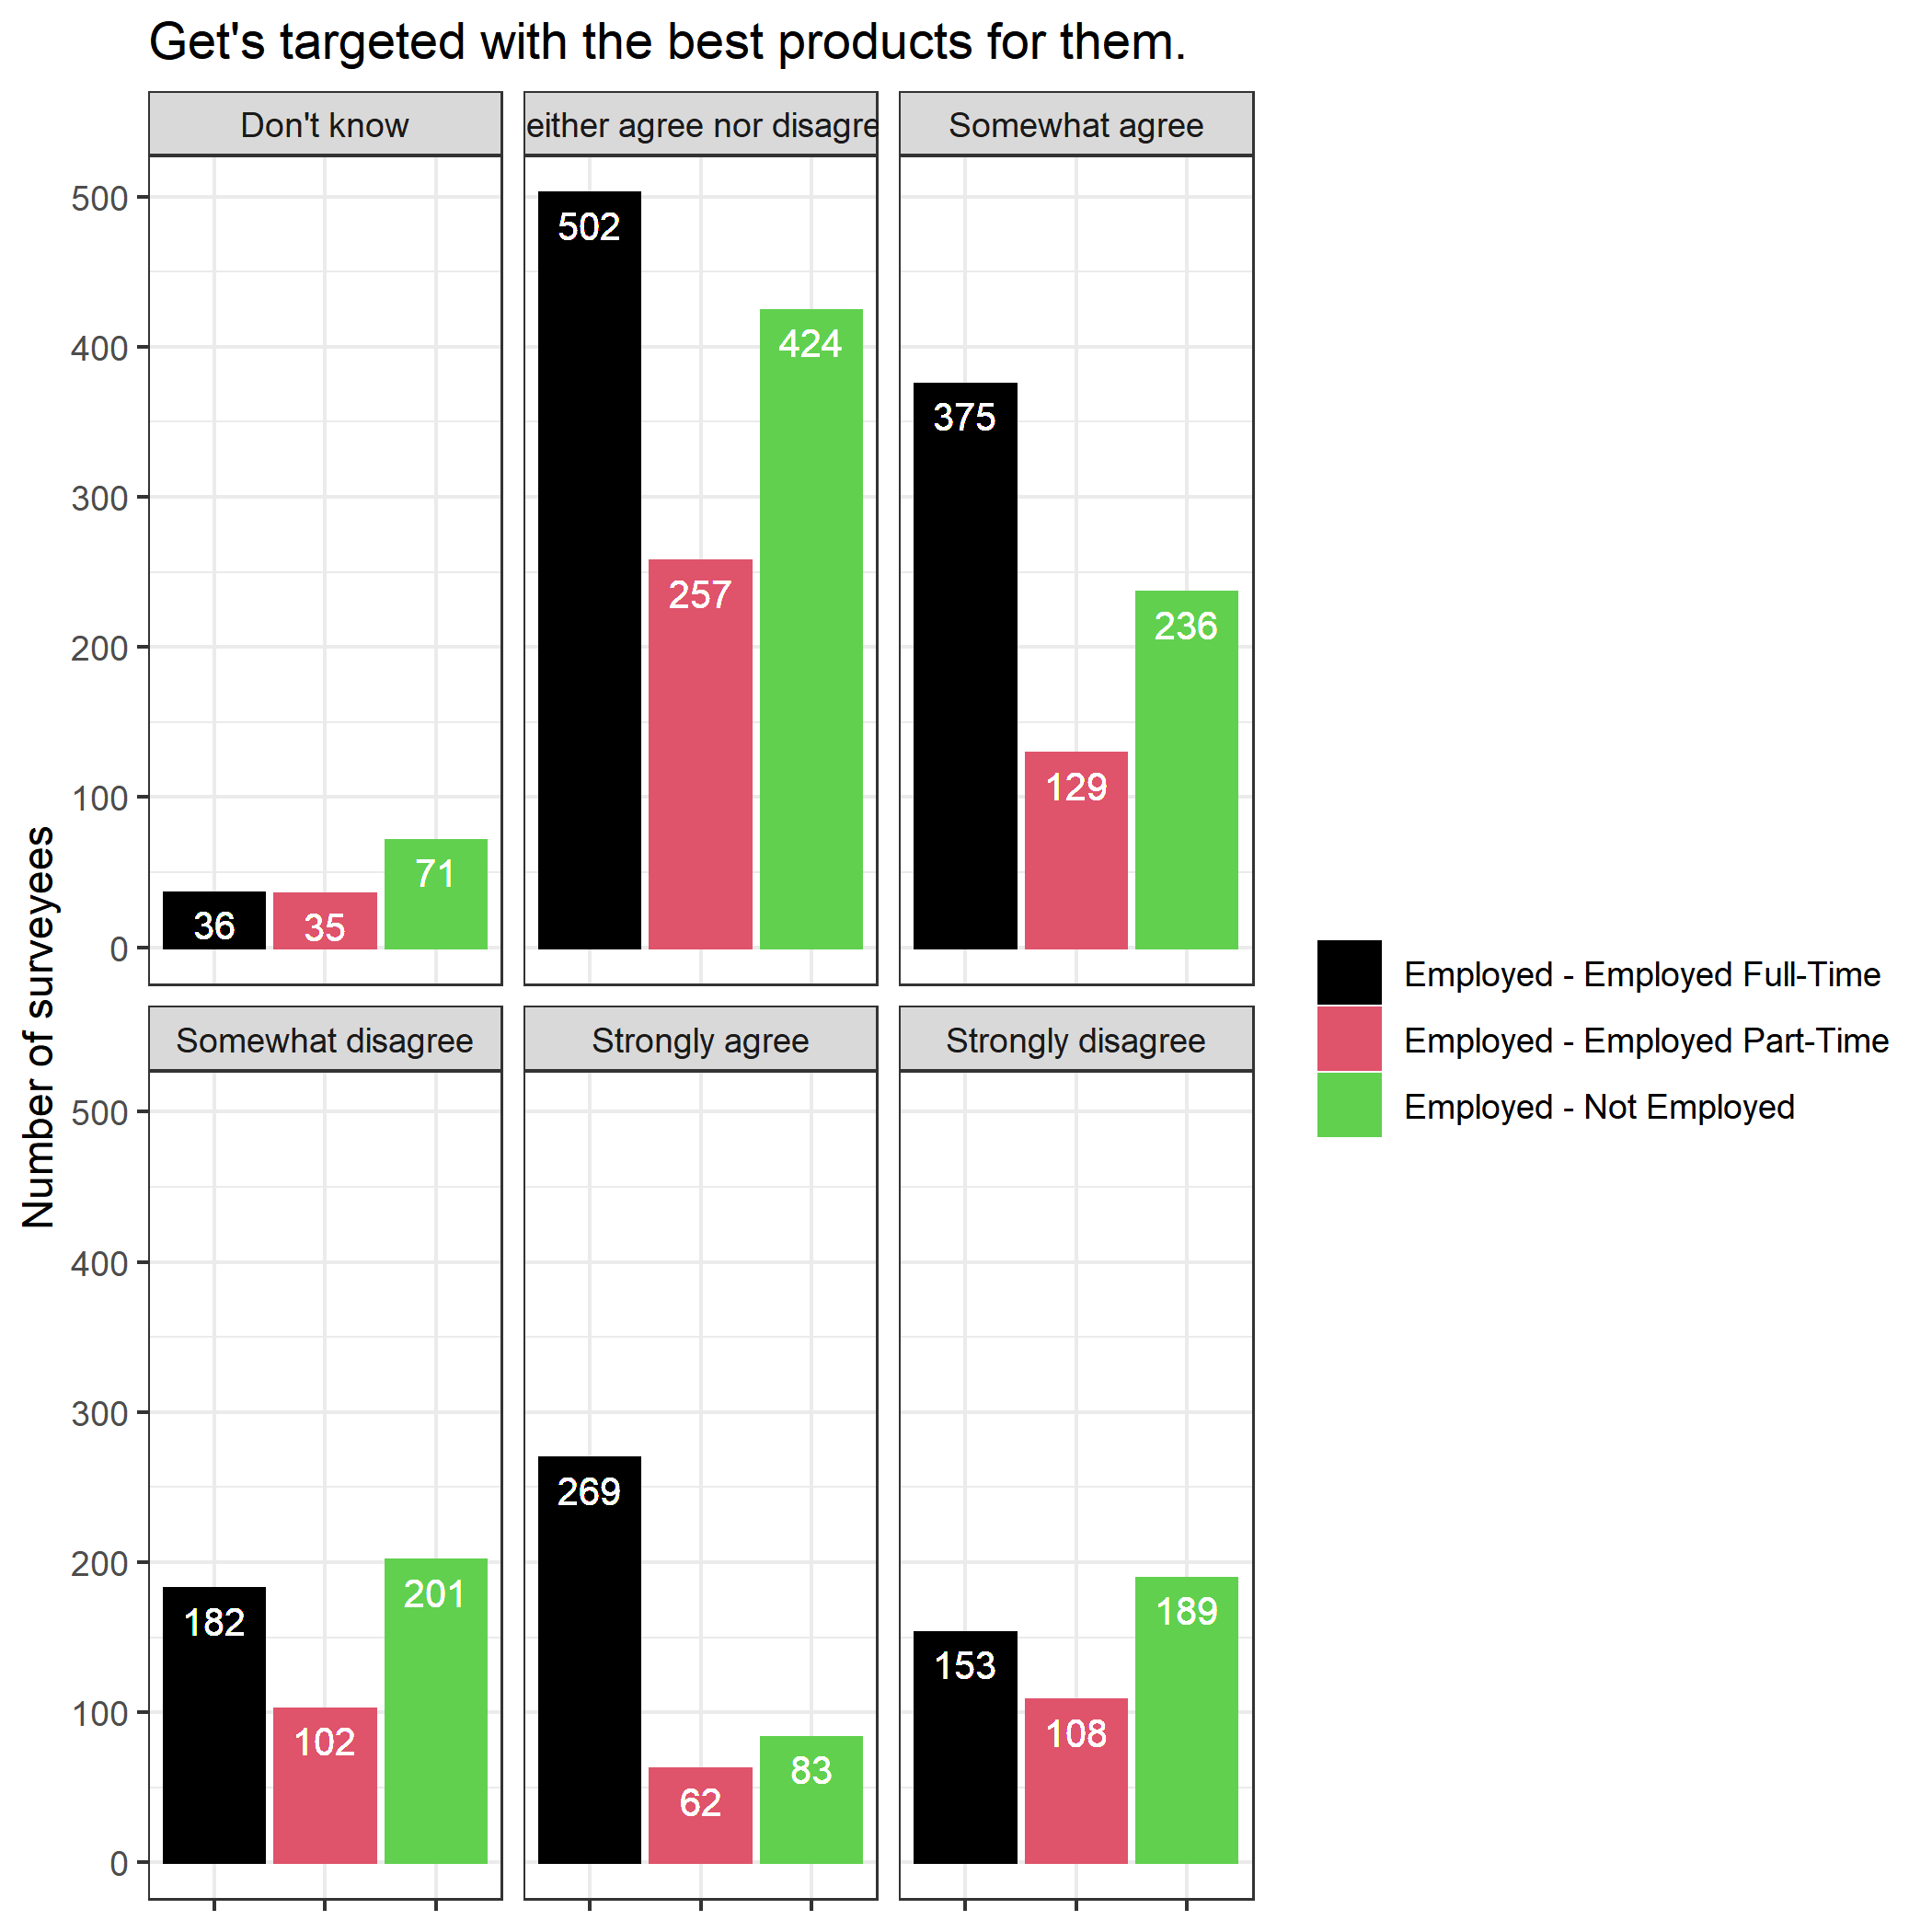 Get's targeted with the best products for them.
Don't know
either agree nor disagre
Somewhat agree
500
400
300
200
100
0
36
35
71
502
257
424
375
129
236
Number of surveyees
Somewhat disagree
Strongly agree
Strongly disagree
500
400
300
200
100
0
182
102
201
269
62
83
153
108
189
Employed - Employed Full-Time
Employed - Employed Part-Time
Employed - Not Employed